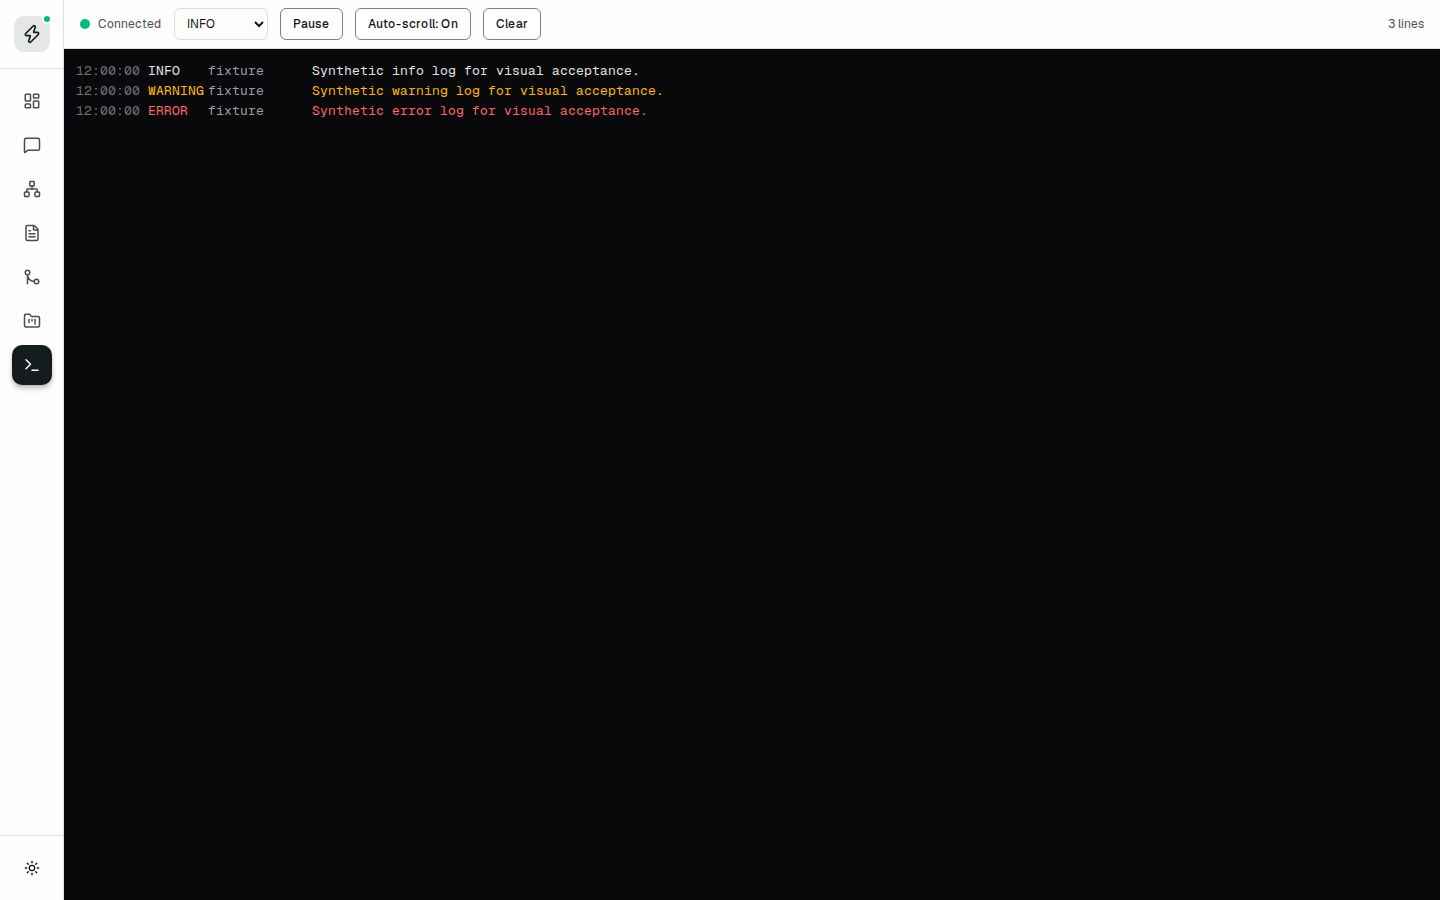 Connected INFO Pause Auto-scroll: On Clear 3 lines
12:00:00 INFO fixture Synthetic info log for visual acceptance.
12:00:00 WARNING fixture Synthetic warning log for visual acceptance.
12:00:00 ERROR fixture Synthetic error log for visual acceptance.